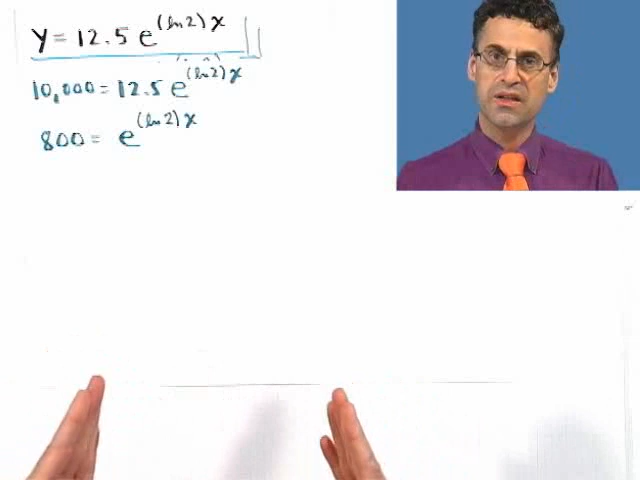 y = 12.5 e^(ln 2) x
10,000 = 12.5 e^(ln 2) x
800 = e^(ln 2) x